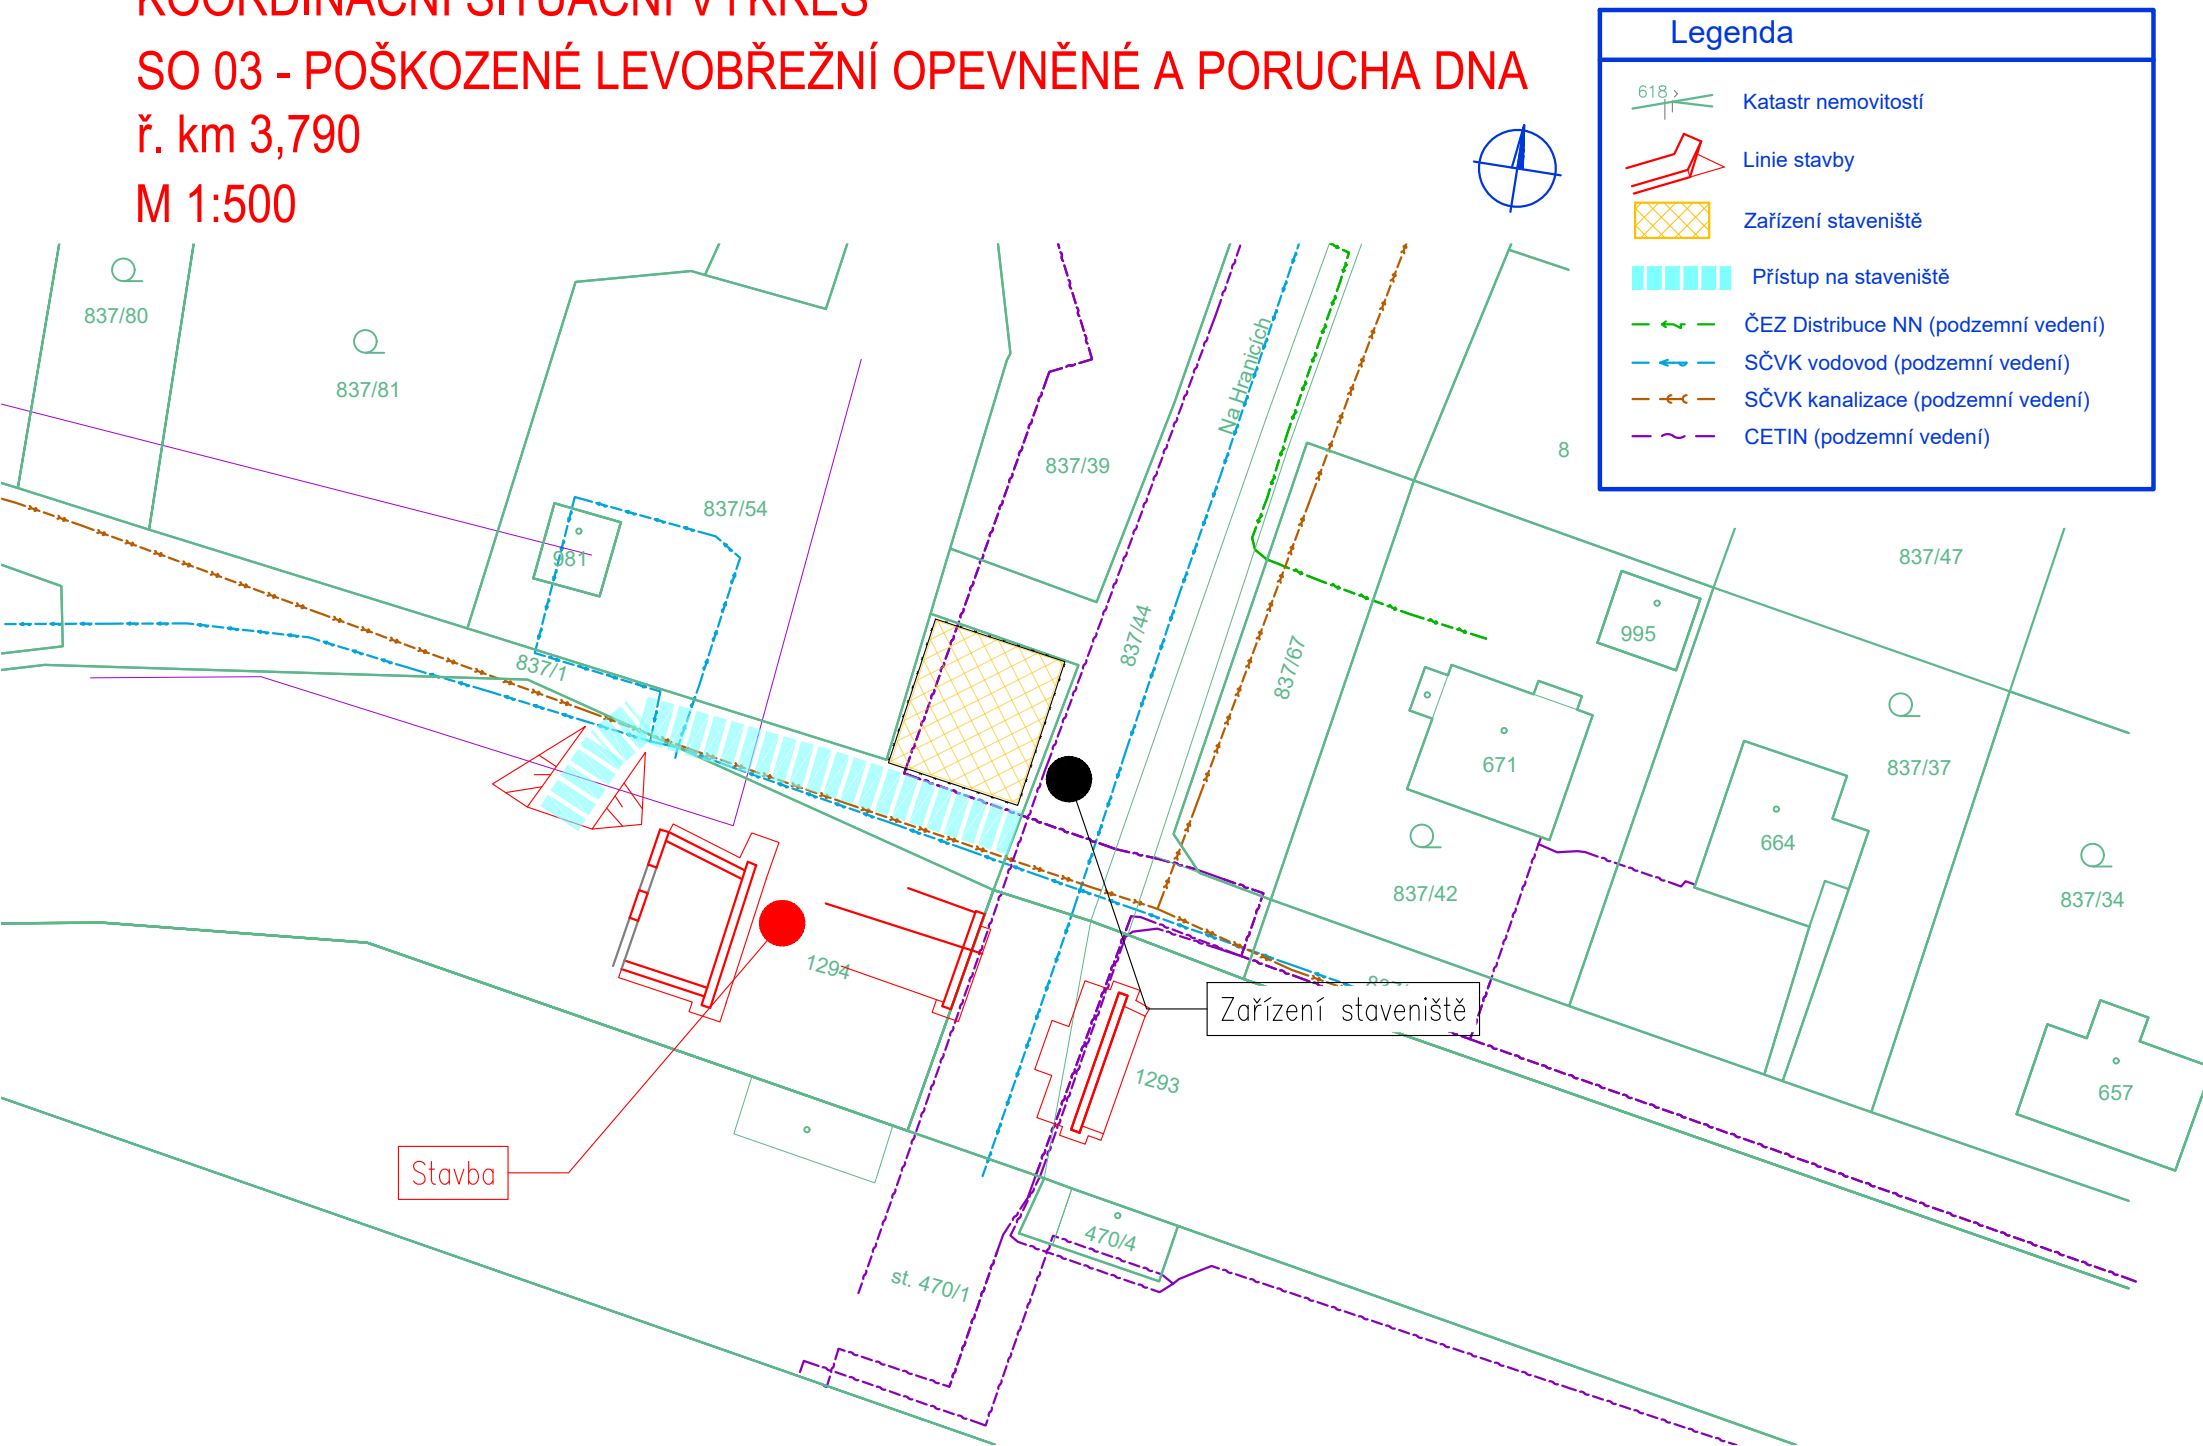 KOORDINAČNÍ SITUAČNÍ VÝKRES
SO 03 - POŠKOZENÉ LEVOBŘEŽNÍ OPEVNĚNÉ A PORUCHA DNA
ř. km 3,790
M 1:500
Legenda
618
Katastr nemovitostí
Linie stavby
Zařízení staveniště
Přístup na staveniště
ČEZ Distribuce NN (podzemní vedení)
SČVK vodovod (podzemní vedení)
SČVK kanalizace (podzemní vedení)
CETIN (podzemní vedení)
837/80
837/81
Na Hranicích
837/39
8
837/54
981
837/47
837/44
995
837/67
837/1
671
837/37
664
837/42
837/34
1294
Zařízení staveniště
1293
657
Stavba
470/4
st. 470/1